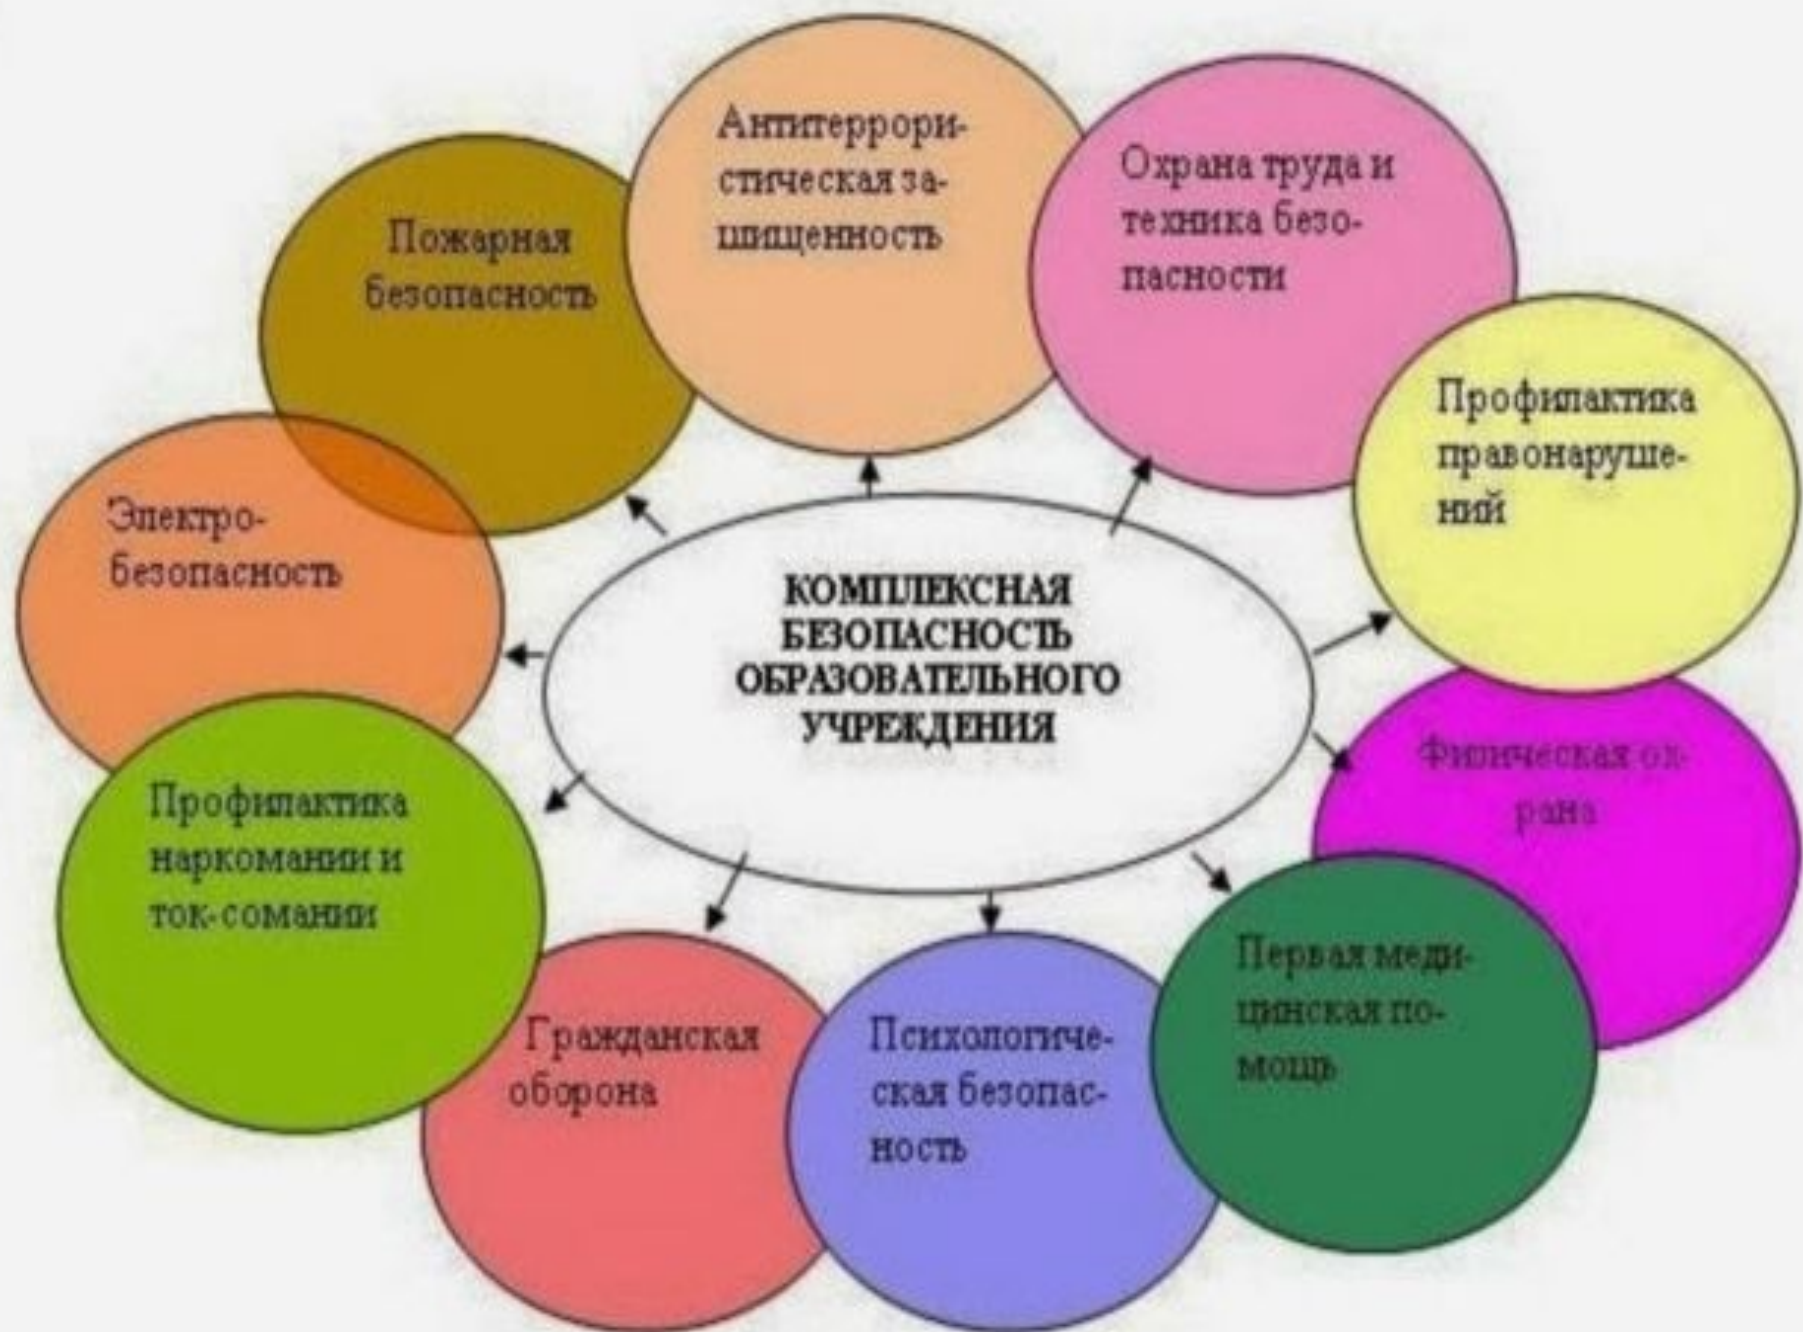 Антитеррори-
стическая за-
щищенность
Охрана труда и
техника безо-
пасности
Пожарная
безопасность
Профилактика
правонаруше-
ний
Электро-
безопасность
КОМПЛЕКСНАЯ
БЕЗОПАСНОСТЬ
ОБРАЗОВАТЕЛЬНОГО
УЧРЕЖДЕНИЯ
Физическая ох-
рана
Профилактика
наркомании и
ток-сомании
Первая меди-
цинская по-
мощь
Гражданская
оборона
Психологиче-
ская безопас-
ность